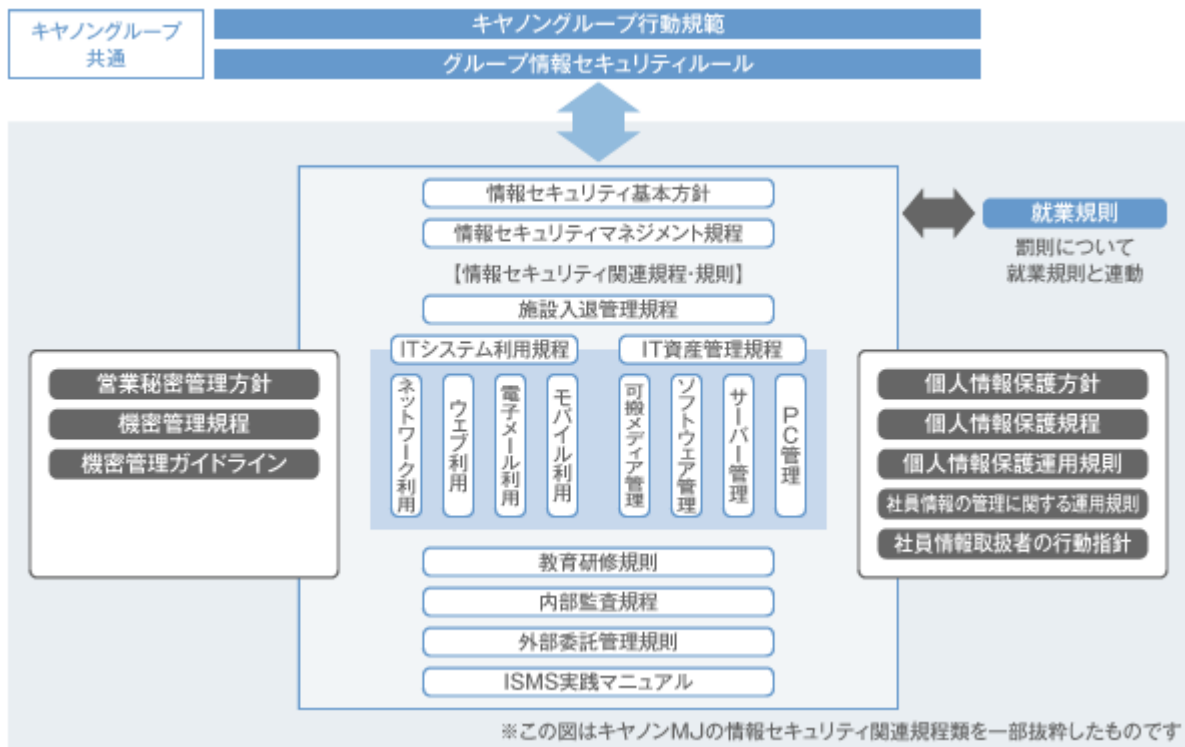 キヤノングループ
共通
キヤノングループ行動規範
グループ情報セキュリティルール
情報セキュリティ基本方針
情報セキュリティマネジメント規程
【情報セキュリティ関連規程・規則】
施設入退管理規程
ITシステム利用規程
IT資産管理規程
ネットワーク利用
ウェブ利用
電子メール利用
モバイル利用
可搬メディア管理
ソフトウェア管理
サーバー管理
PC管理
教育研修規則
内部監査規程
外部委託管理規則
ISMS実践マニュアル
就業規則
罰則について
就業規則と連動
営業秘密管理方針
機密管理規程
機密管理ガイドライン
個人情報保護方針
個人情報保護規程
個人情報保護運用規則
社員情報の管理に関する運用規則
社員情報取扱者の行動指針
※この図はキヤノンMJの情報セキュリティ関連規程類を一部抜粋したものです